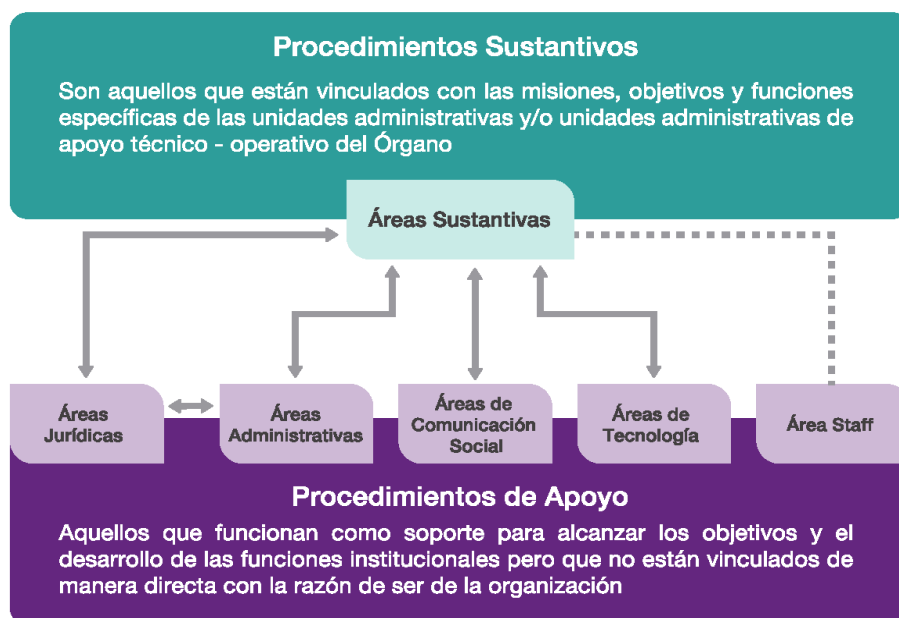 Procedimientos Sustantivos
Son aquellos que están vinculados con las misiones, objetivos y funciones
específicas de las unidades administrativas y/o unidades administrativas de
apoyo técnico - operativo del Órgano
Áreas Sustantivas
Áreas
Jurídicas
Áreas
Administrativas
Áreas de
Comunicación
Social
Áreas de
Tecnología
Área Staff
Procedimientos de Apoyo
Aquellos que funcionan como soporte para alcanzar los objetivos y el
desarrollo de las funciones institucionales pero que no están vinculados de
manera directa con la razón de ser de la organización